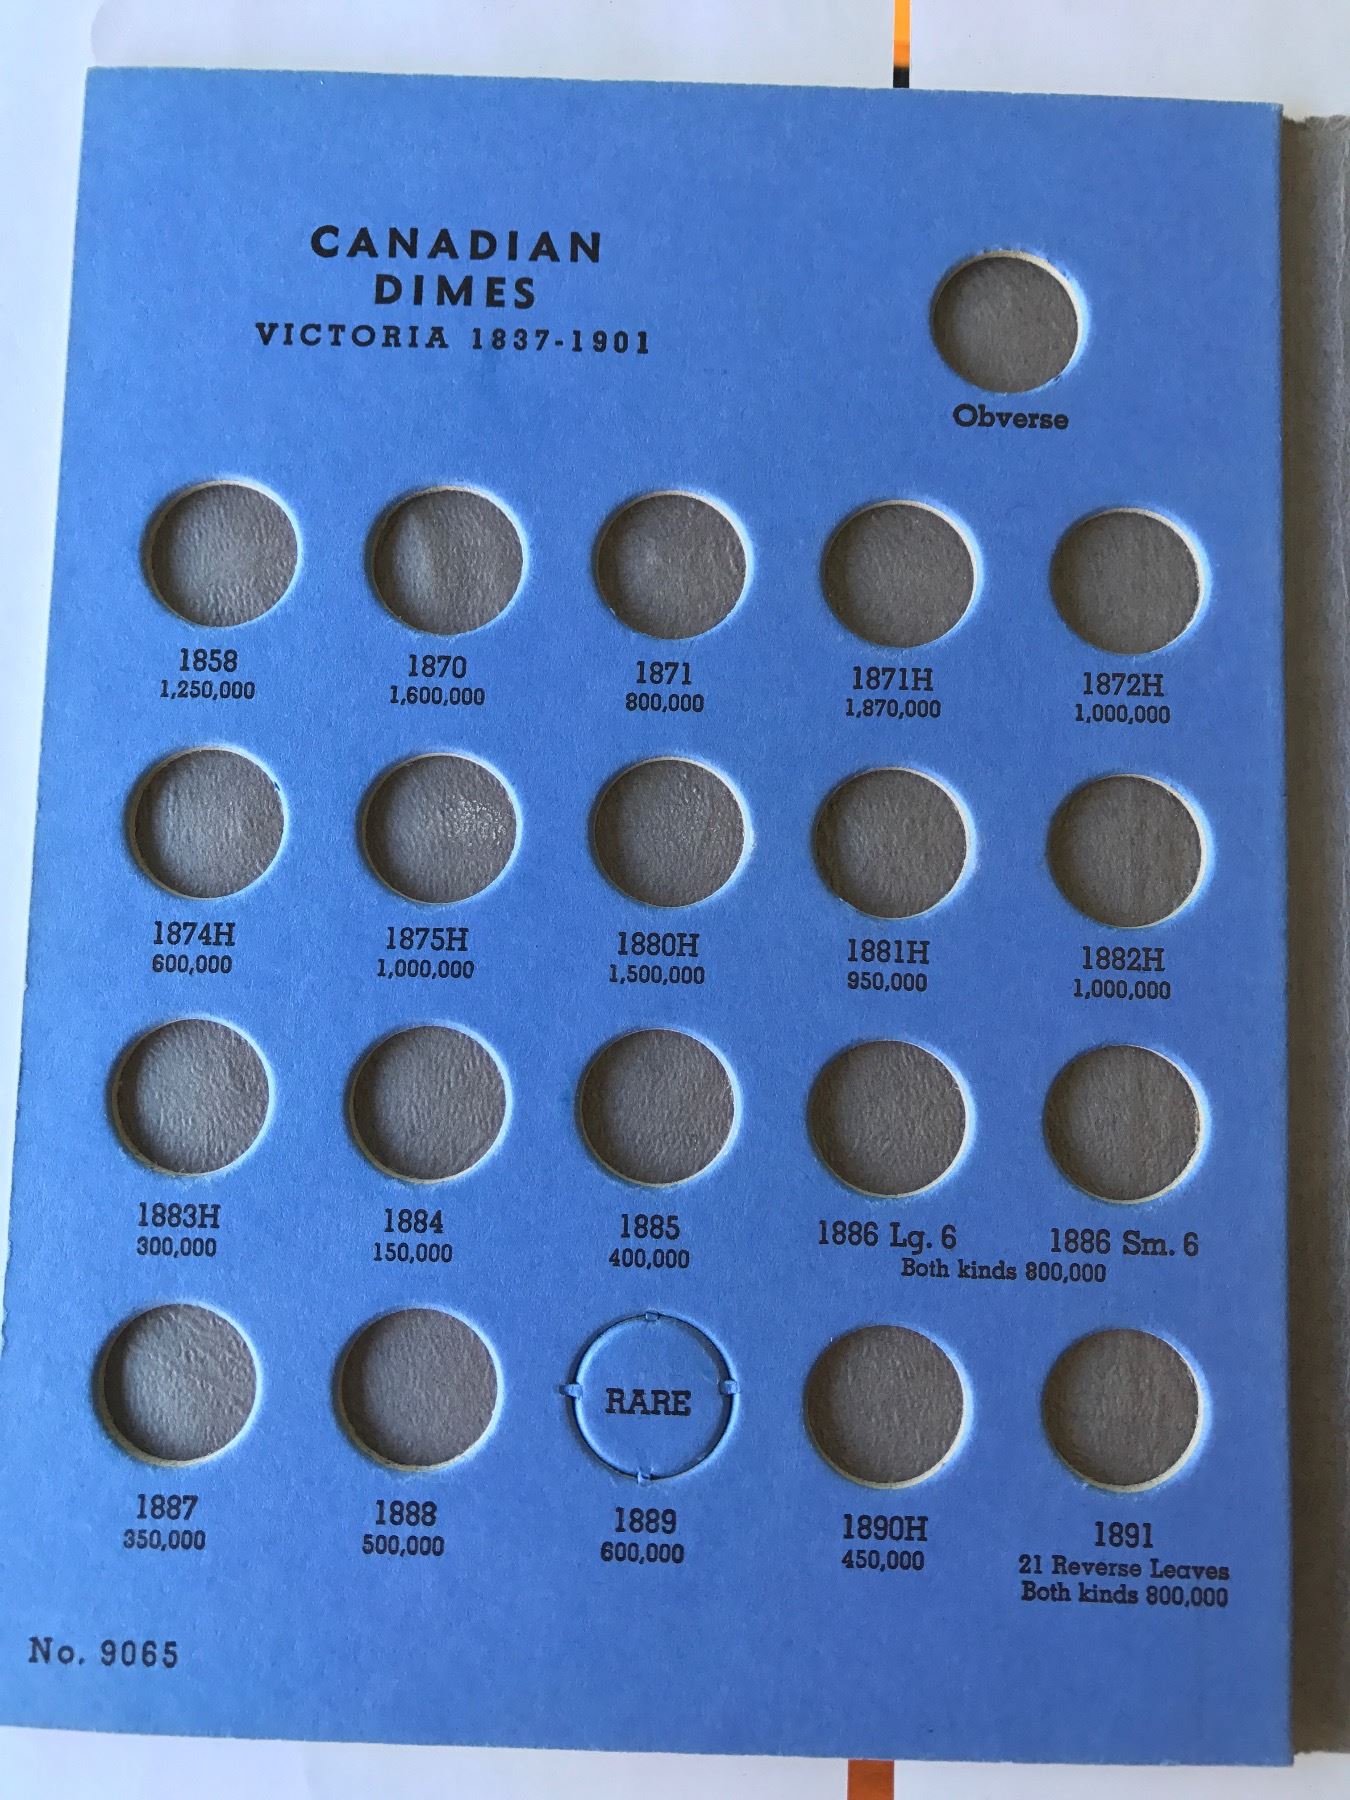 CANADIAN
DIMES
VICTORIA 1837-1901
Obverse
1858 1870 1871 1871H 1872H
1,250,000 1,600,000 800,000 1,870,000 1,000,000
1874H 1875H 1880H 1881H 1882H
600,000 1,000,000 1,500,000 950,000 1,000,000
1883H 1884 1885 1886 Lg. 6 1886 Sm. 6
300,000 150,000 400,000 Both kinds 800,000
RARE
1887 1888 1889 1890H 1891
350,000 500,000 600,000 450,000 21 Reverse Leaves
Both kinds 800,000
No. 9065